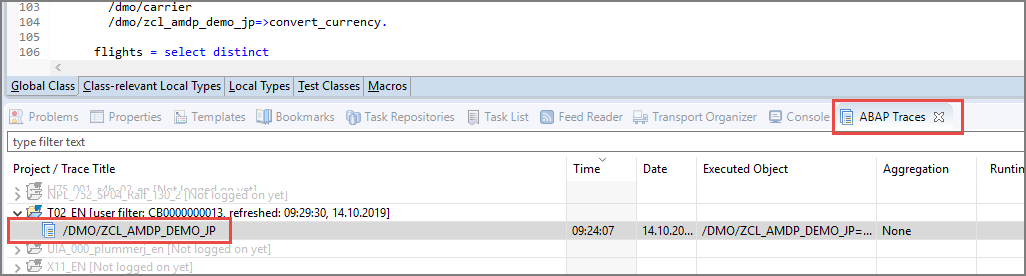 103 /dmo/carrier
104 /dmo/zcl_amdp_demo_jp=>convert_currency.
105
106 flights = select distinct
Global Class Class-relevant Local Types Local Types Test Classes Macros
Problems Properties Templates Bookmarks Task Repositories Task List Feed Reader Transport Organizer Console ABAP Traces
type filter text
Project / Trace Title Time Date Executed Object Aggregation Runtin
[Not logged on yet]
NPL_752_SP04_Ralf_130_2 [Not logged on yet]
T02_EN [user filter: CB0000000013, refreshed: 09:29:30, 14.10.2019]
/DMO/ZCL_AMDP_DEMO_JP 09:24:07 14.10.20... /DMO/ZCL_AMDP_DEMO_JP=... None
UIA_000_plummerj_en [Not logged on yet]
X11_EN [Not logged on yet]